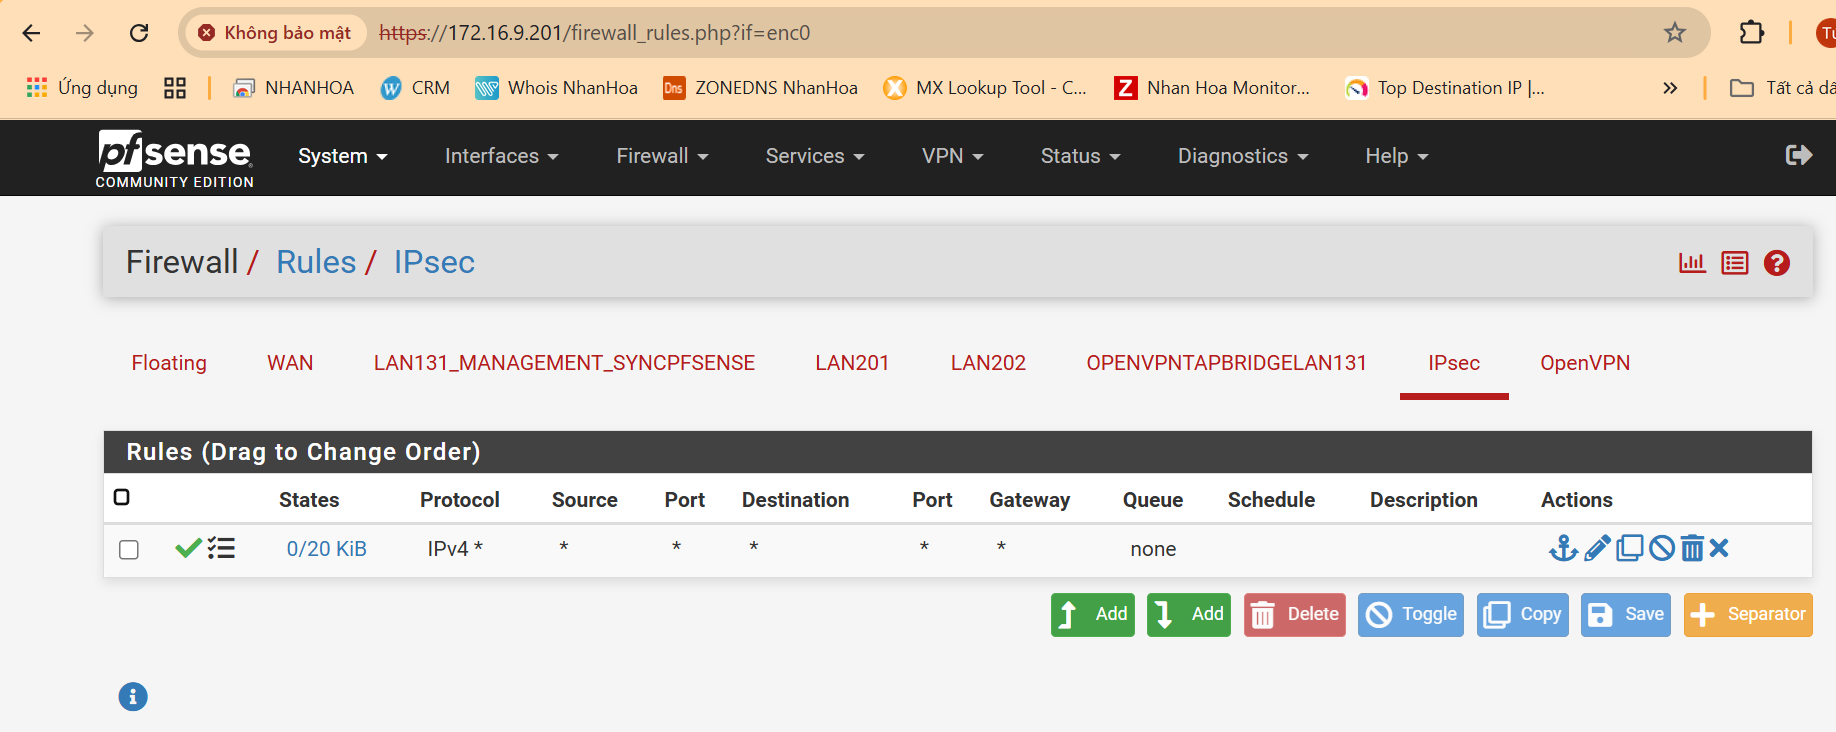 Không bảo mật https://172.16.9.201/firewall_rules.php?if=enc0
Ứng dụng NHANHOA CRM Whois NhanHoa Dns ZONEDNS NhanHoa MX Lookup Tool - C... Z Nhan Hoa Monitor... Top Destination IP |... » Tất cả
pfsense System Interfaces Firewall Services VPN Status Diagnostics Help
COMMUNITY EDITION
Firewall / Rules / IPsec
Floating WAN LAN131_MANAGEMENT_SYNCPFSENSE LAN201 LAN202 OPENVPNTAPBRIDGELAN131 IPsec OpenVPN
Rules (Drag to Change Order)
States Protocol Source Port Destination Port Gateway Queue Schedule Description Actions
0/20 KiB IPv4 * * * * * * none
Add Add Delete Toggle Copy Save Separator